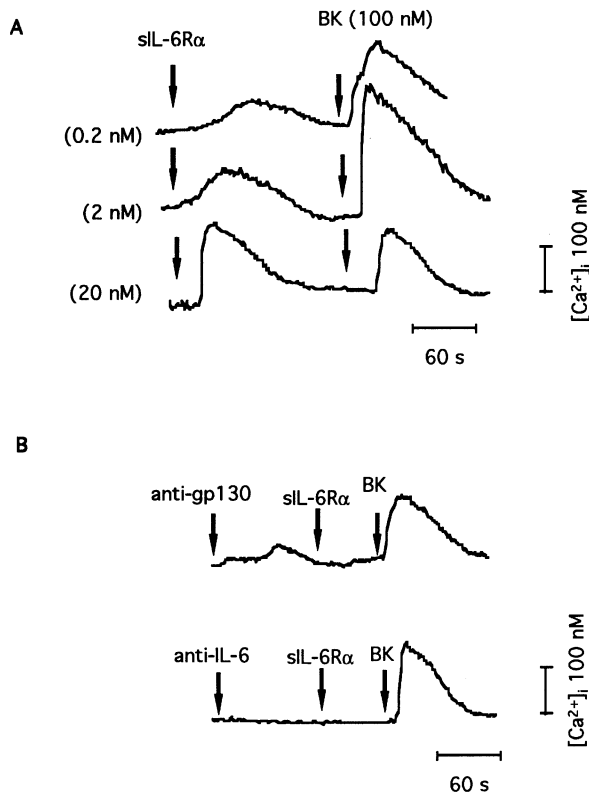 A
sIL-6Rα
BK (100 nM)
(0.2 nM)
(2 nM)
(20 nM)
[Ca²⁺]ᵢ 100 nM
60 s
B
anti-gp130
sIL-6Rα
BK
anti-IL-6
sIL-6Rα
BK
[Ca²⁺]ᵢ 100 nM
60 s